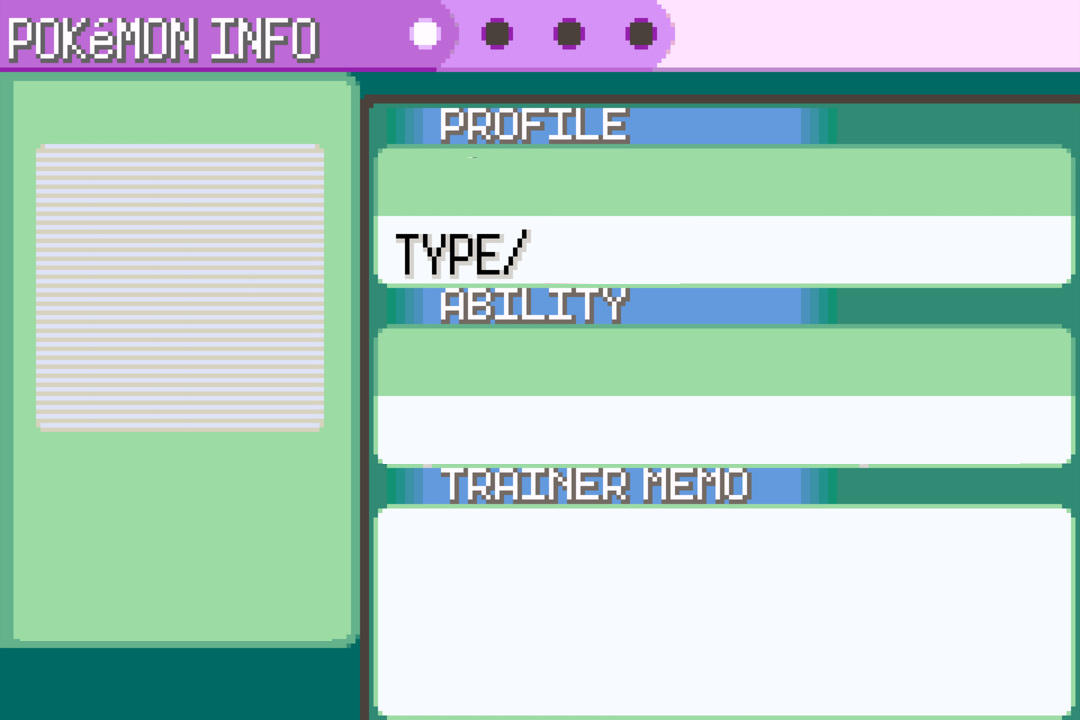 POKéMON INFO
PROFILE
TYPE/
ABILITY
TRAINER MEMO